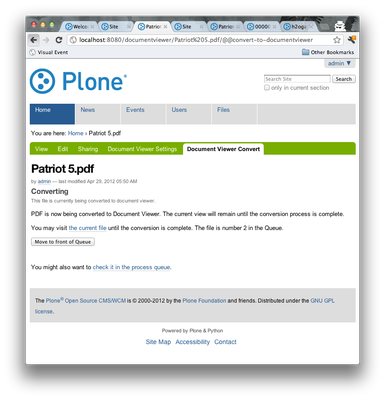 Welco
Site
Patriot
Site
Patriot
00000
h2ogo
localhost:8080/documentviewer/Patriot%205.pdf/@@convert-to-documentviewer
Visual Event
Other Bookmarks
admin ▼
Plone®
Search Site
Search
only in current section
Home
News
Events
Users
Files
You are here: Home › Patriot 5.pdf
View
Edit
Sharing
Document Viewer Settings
Document Viewer Convert
Patriot 5.pdf
by admin — last modified Apr 29, 2012 05:50 AM
Converting
This file is currently being converted to document viewer.
PDF is now being converted to Document Viewer. The current view will remain until the conversion process is complete.
You may visit the current file until the conversion is complete. The file is number 2 in the Queue.
Move to front of Queue
You might also want to check it in the process queue.
The Plone® Open Source CMS/WCM is © 2000-2012 by the Plone Foundation and friends. Distributed under the GNU GPL
license.
Powered by Plone & Python
Site Map
Accessibility
Contact